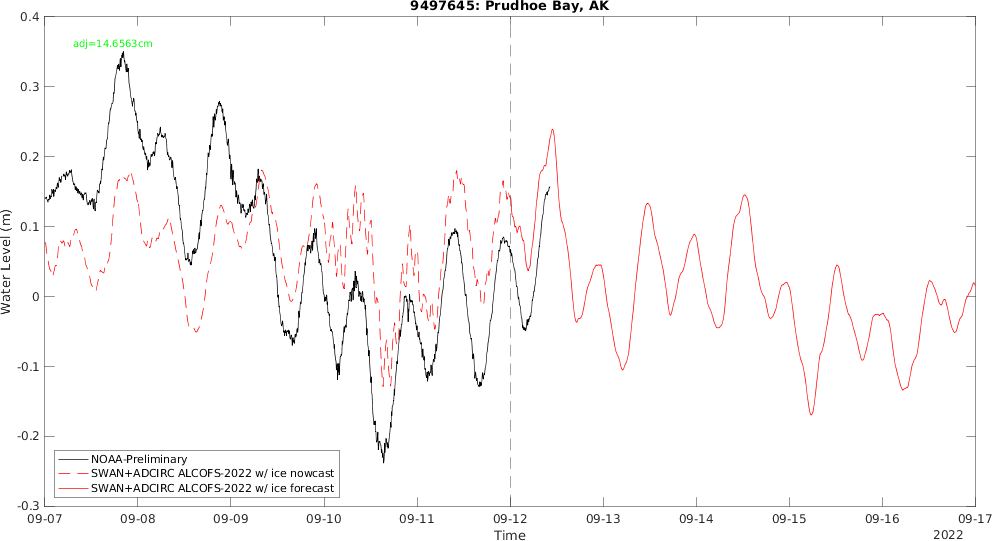 9497645: Prudhoe Bay, AK
adj=14.6563cm
0.4
0.3
0.2
0.1
0
-0.1
-0.2
-0.3
Water Level (m)
NOAA-Preliminary
SWAN+ADCIRC ALCOFS-2022 w/ ice nowcast
SWAN+ADCIRC ALCOFS-2022 w/ ice forecast
09-07 09-08 09-09 09-10 09-11 09-12 09-13 09-14 09-15 09-16 09-17
Time
2022